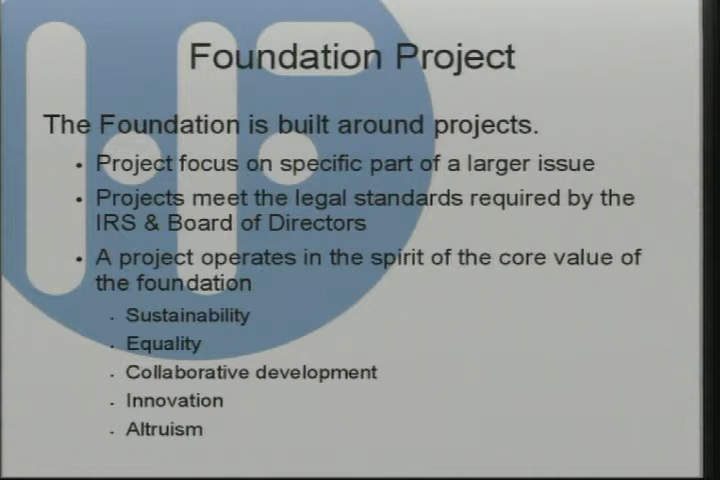 Foundation Project
The Foundation is built around projects.
• Project focus on specific part of a larger issue
• Projects meet the legal standards required by the
IRS & Board of Directors
• A project operates in the spirit of the core value of
the foundation
• Sustainability
• Equality
• Collaborative development
• Innovation
• Altruism